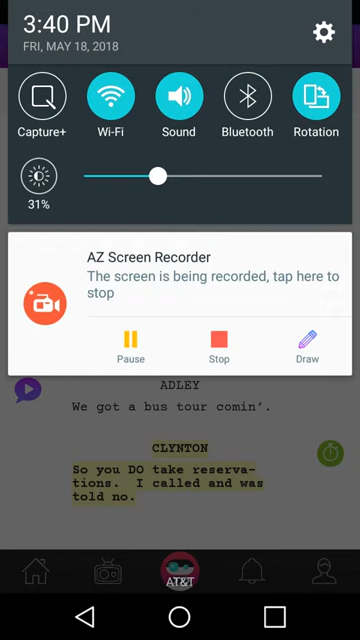 3:40 PM
FRI, MAY 18, 2018
Capture+
Wi-Fi
Sound
Bluetooth
Rotation
31%
AZ Screen Recorder
The screen is being recorded, tap here to
stop
Pause
Stop
Draw
ADLEY
We got a bus tour comin’.
CLYNTON
So you DO take reserva-
tions. I called and was
told no.
AT&T